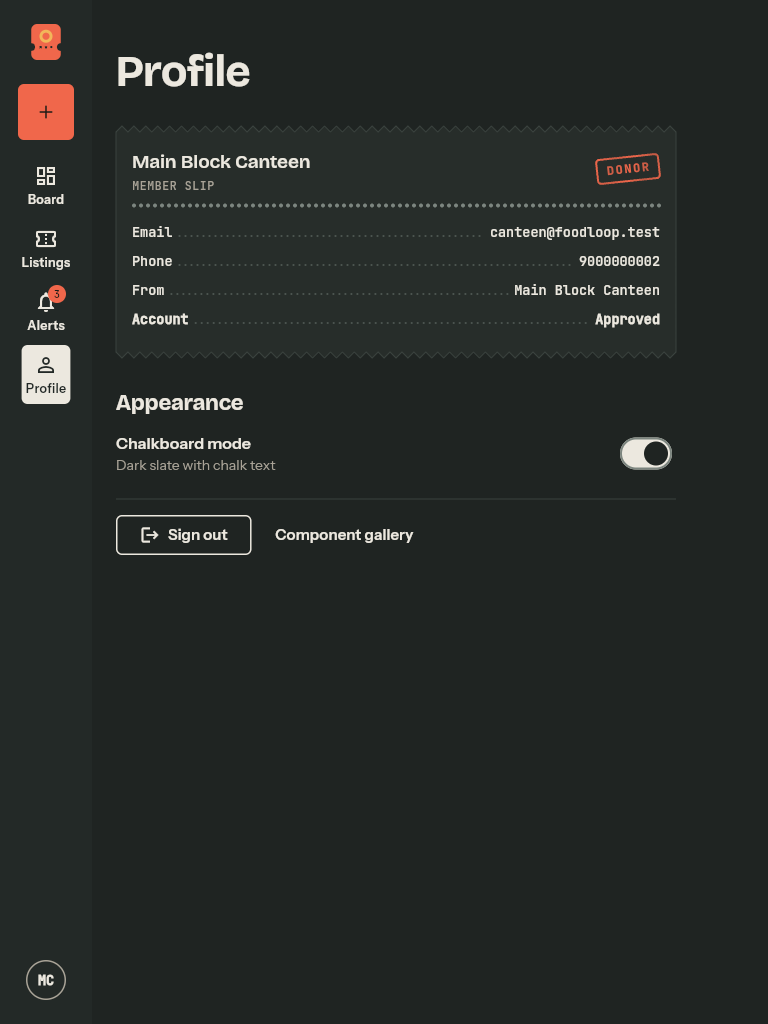 Profile
+
Board
Listings
3
Alerts
Profile
MC
Main Block Canteen
MEMBER SLIP
DONOR
Email canteen@foodloop.test
Phone 9000000002
From Main Block Canteen
Account Approved
Appearance
Chalkboard mode
Dark slate with chalk text
Sign out
Component gallery